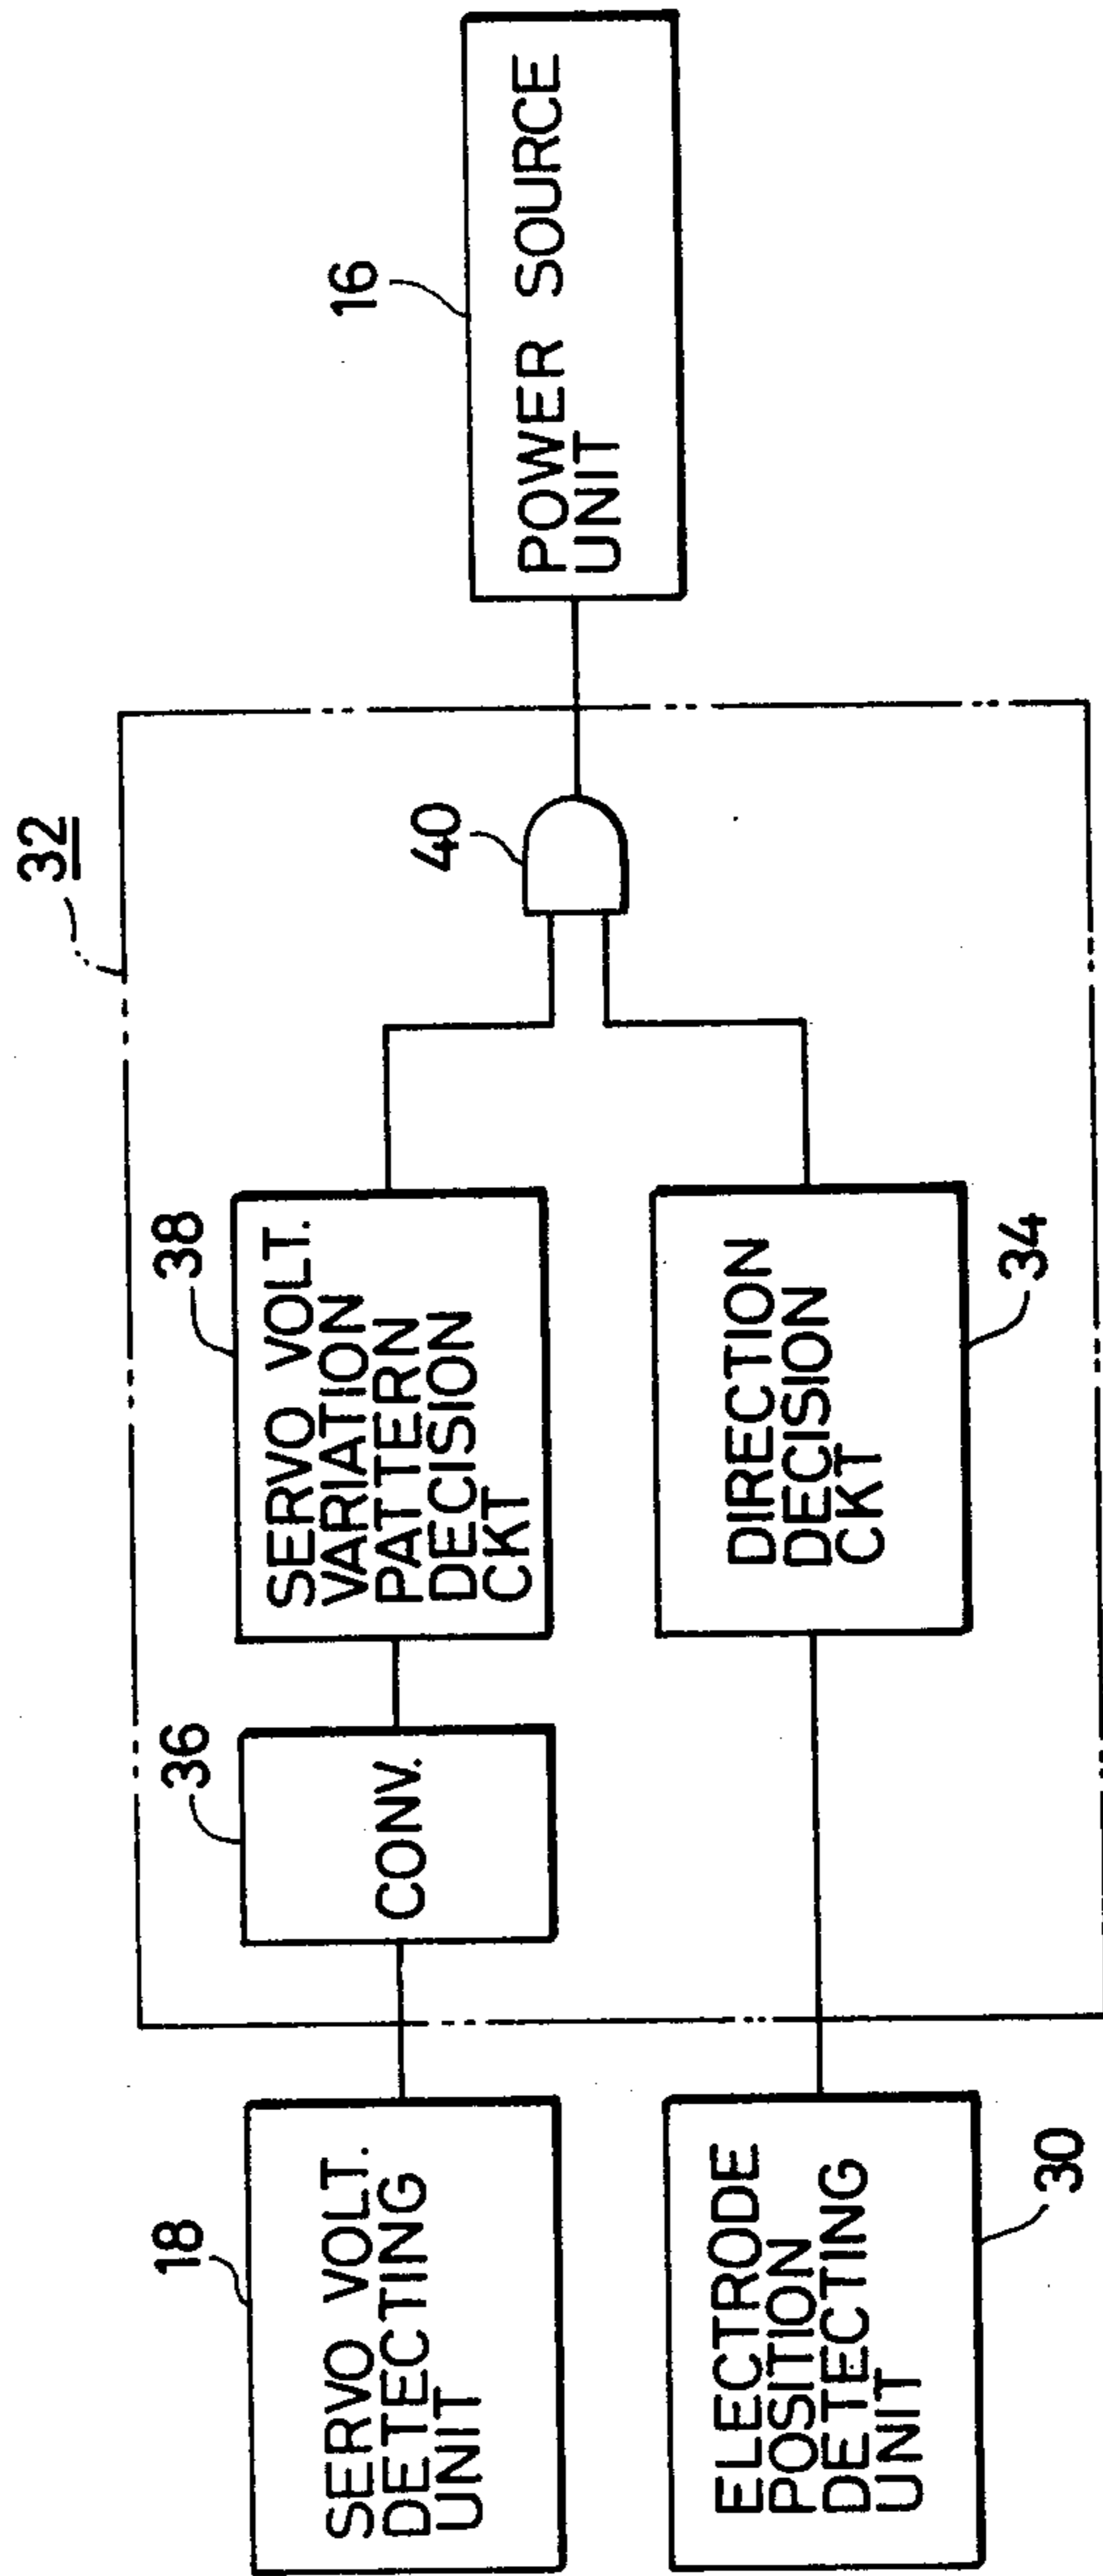 32
18
SERVO VOLT.
DETECTING
UNIT
36
CONV.
38
SERVO VOLT.
VARIATION
PATTERN
DECISION
CKT
40
16
POWER SOURCE
UNIT
ELECTRODE
POSITION
DETECTING
UNIT
30
DIRECTION
DECISION
CKT
34